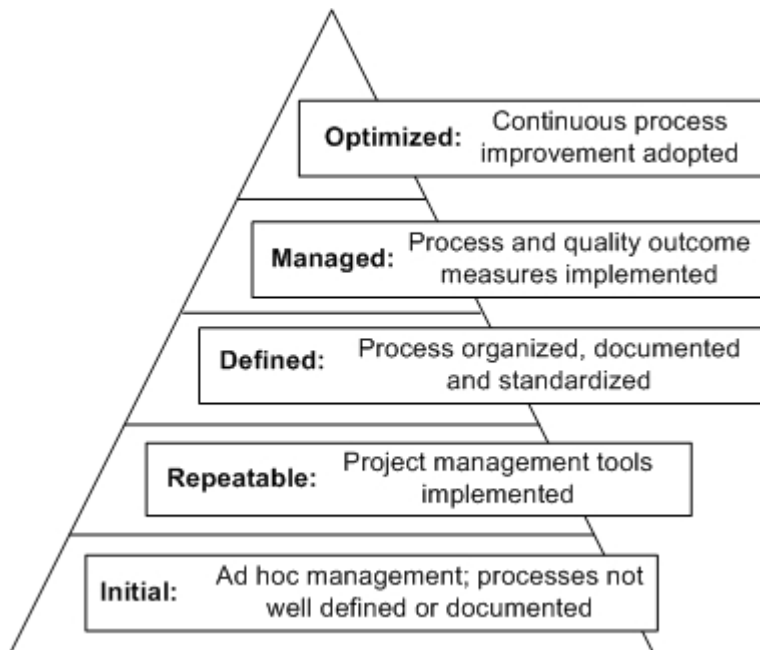 Optimized: Continuous process
improvement adopted
Managed: Process and quality outcome
measures implemented
Defined: Process organized, documented
and standardized
Repeatable: Project management tools
implemented
Initial: Ad hoc management; processes not
well defined or documented